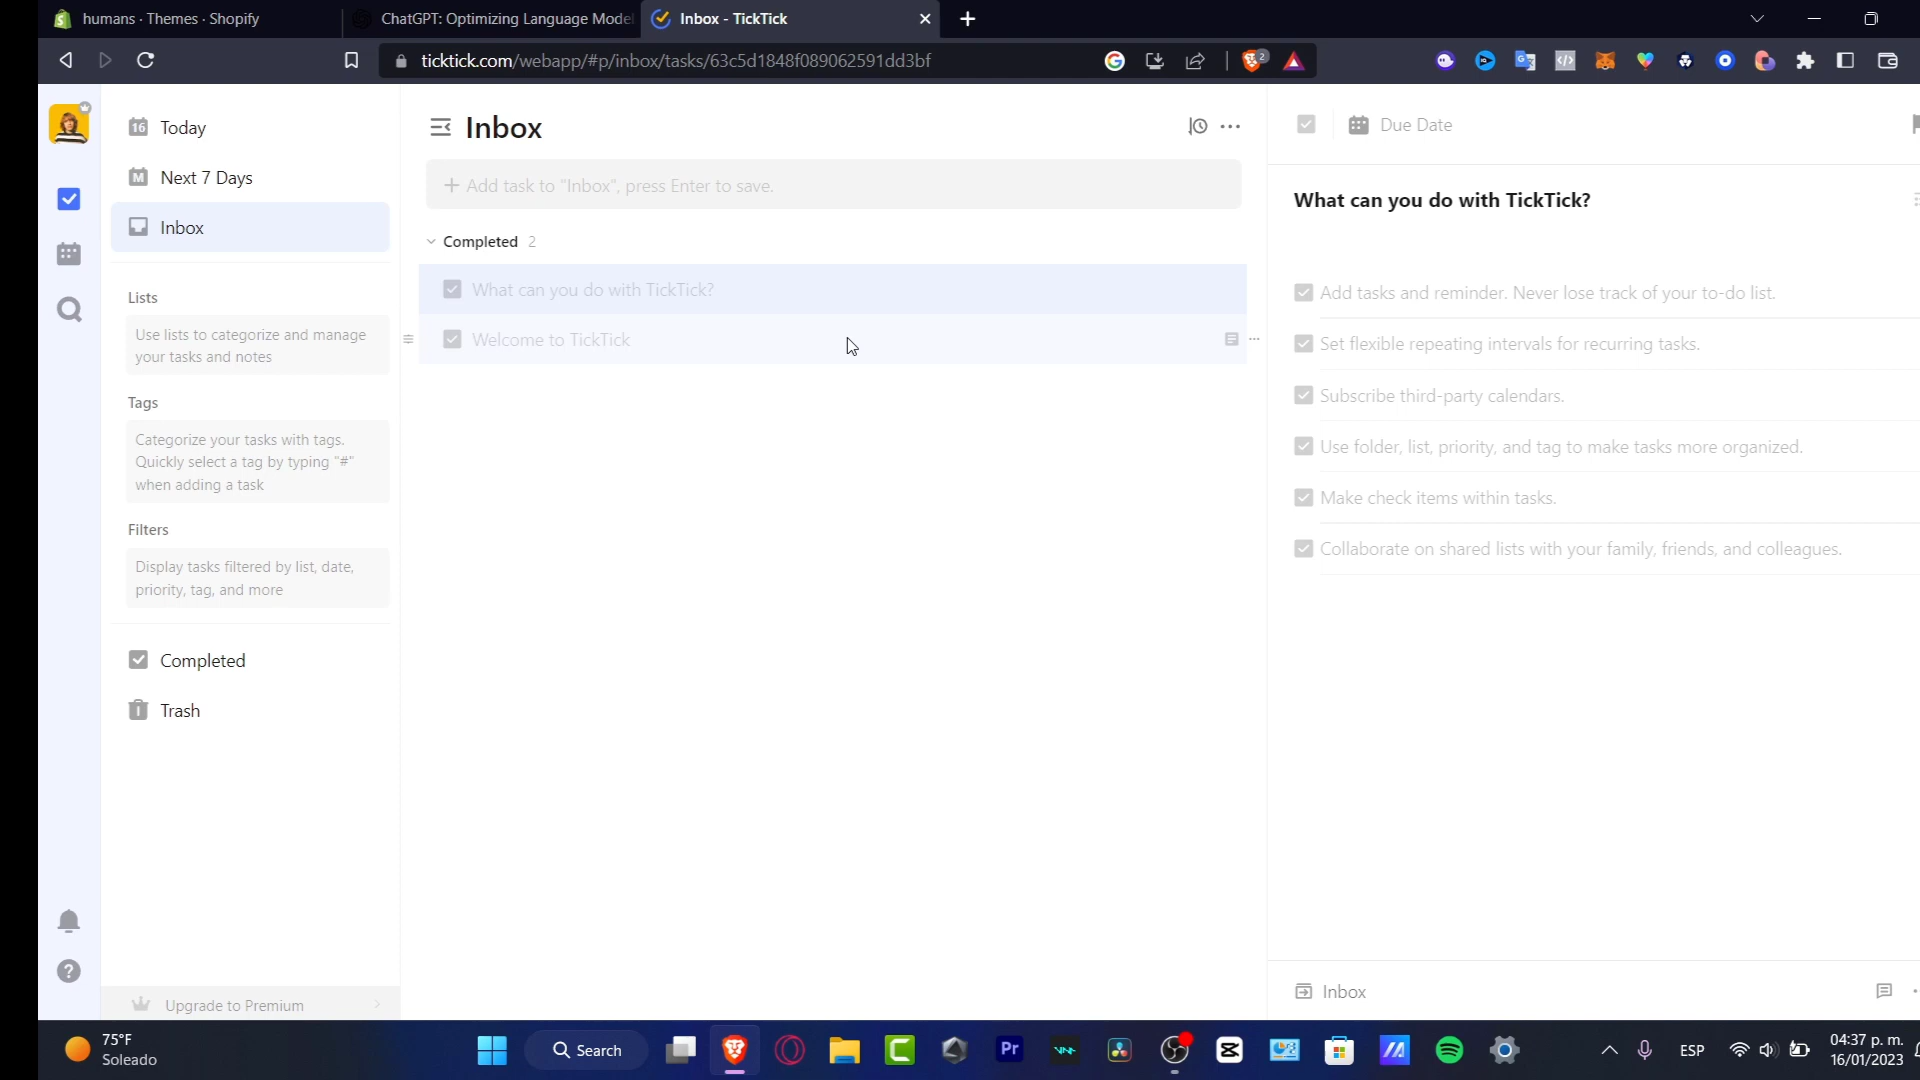 humans · Themes · Shopify
ChatGPT: Optimizing Language Model
Inbox - TickTick
ticktick.com/webapp/#p/inbox/tasks/63c5d1848f089062591dd3bf
2
16 Today
M Next 7 Days
Inbox
Lists
Use lists to categorize and manage
your tasks and notes
Tags
Categorize your tasks with tags.
Quickly select a tag by typing "#"
when adding a task
Filters
Display tasks filtered by list, date,
priority, tag, and more
Completed
Trash
Upgrade to Premium
Inbox
+ Add task to "Inbox", press Enter to save.
Completed 2
What can you do with TickTick?
Welcome to TickTick
Due Date
What can you do with TickTick?
Add tasks and reminder. Never lose track of your to-do list.
Set flexible repeating intervals for recurring tasks.
Subscribe third-party calendars.
Use folder, list, priority, and tag to make tasks more organized.
Make check items within tasks.
Collaborate on shared lists with your family, friends, and colleagues.
Inbox
75°F
Soleado
Search
Pr
ESP
04:37 p. m.
16/01/2023